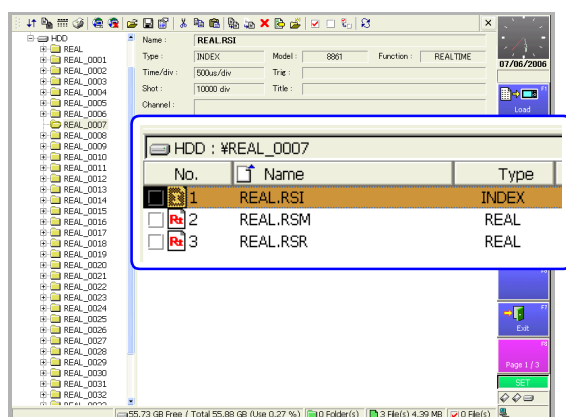 HDD
REAL
REAL_0001
REAL_0002
REAL_0003
REAL_0004
REAL_0005
REAL_0006
REAL_0007
REAL_0008
REAL_0009
REAL_0010
REAL_0011
REAL_0012
REAL_0013
REAL_0014
REAL_0015
REAL_0016
REAL_0017
REAL_0018
REAL_0019
REAL_0020
REAL_0021
REAL_0022
REAL_0023
REAL_0024
REAL_0025
REAL_0026
REAL_0027
REAL_0028
REAL_0029
REAL_0030
REAL_0031
REAL_0032
Name : REAL.RSI
Type : INDEX Model : 8861 Function : REALTIME
Time/div : 500us/div Trig :
Shot : 10000 div Title :
Channel :
HDD : ¥REAL_0007
No. Name Type
1 REAL.RSI INDEX
Rt 2 REAL.RSM REAL
Rt 3 REAL.RSR REAL
07/06/2006
F1
Load
F7
Exit
F8
Page 1 / 3
SET
55.73 GB Free ( Total 55.88 GB (Use 0.27 %) 0 Folder(s) 3 File(s) 4.39 MB 0 File(s)